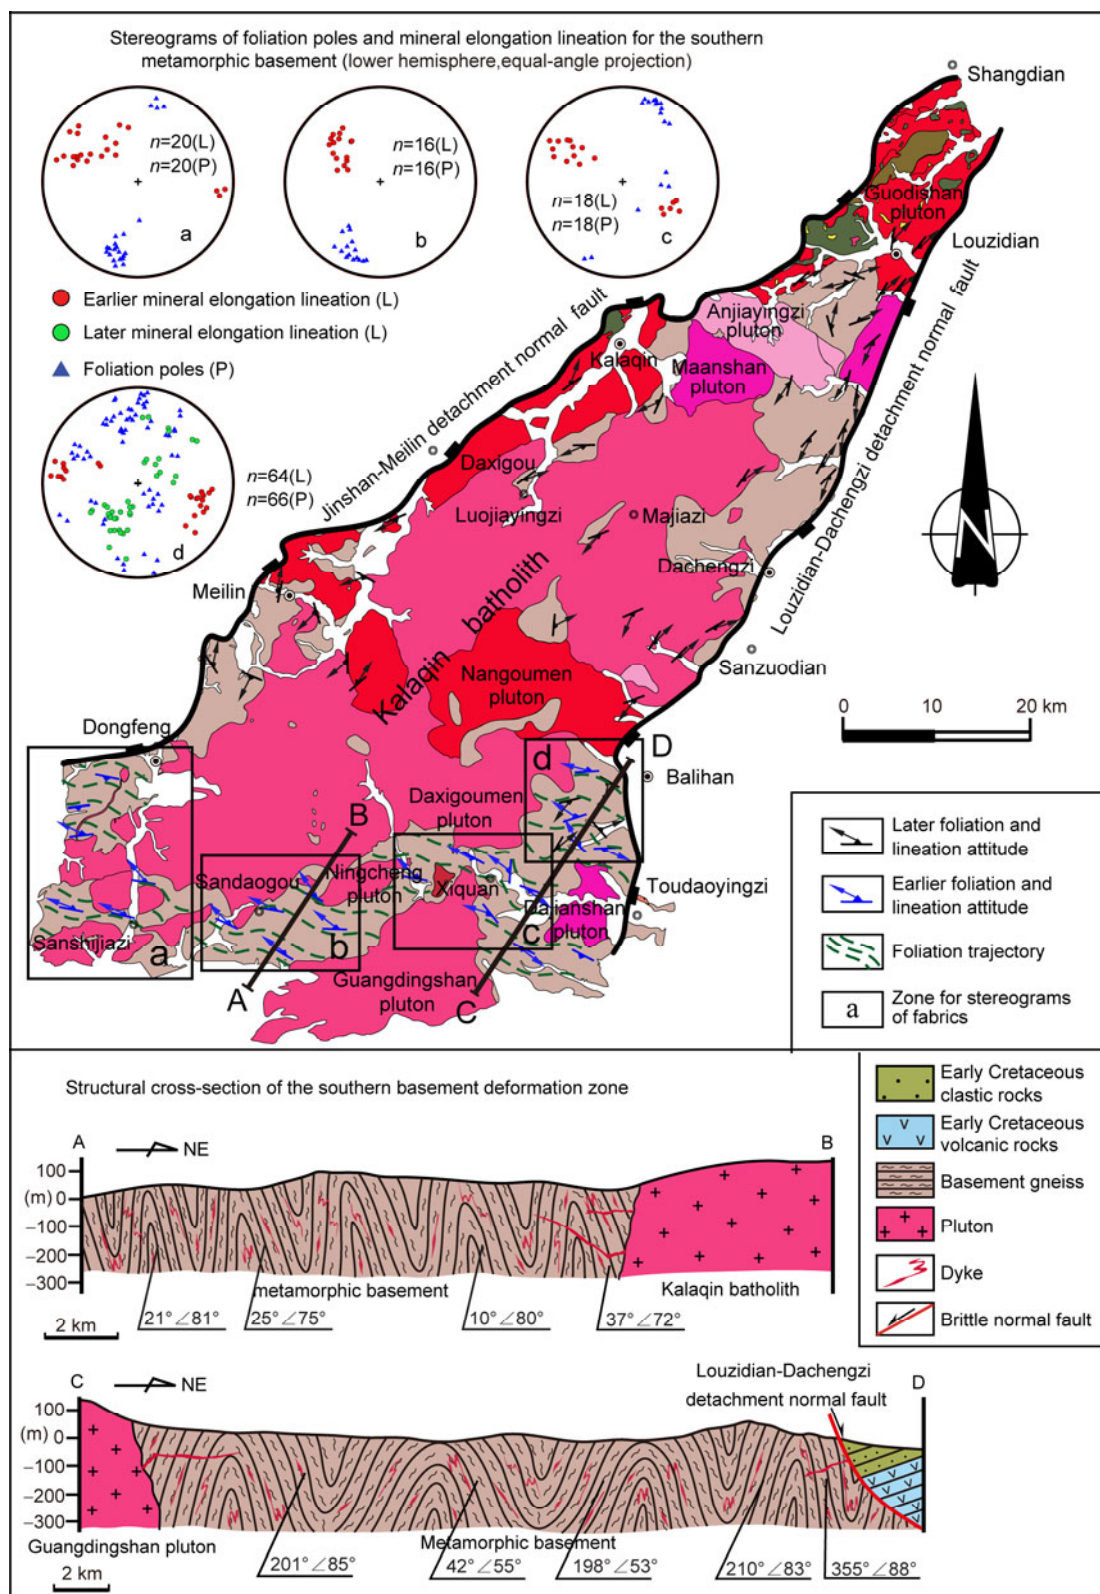 Stereograms of foliation poles and mineral elongation lineation for the southern
metamorphic basement (lower hemisphere,equal-angle projection)
n=20(L)
n=20(P)
a
n=16(L)
n=16(P)
b
n=18(L)
n=18(P)
c
Earlier mineral elongation lineation (L)
Later mineral elongation lineation (L)
Foliation poles (P)
n=64(L)
n=66(P)
d
Shangdian
Guodishan
pluton
Louzidian
Anjiayingzi
pluton
Kalaqin
Maanshan
pluton
Jinshan-Meilin detachment normal fault
Louzidian-Dachengzi detachment normal fault
Daxigou
Luojiayingzi
Majiazi
Dachengzi
Meilin
Kalaqin batholith
Sanzuodian
Nangoumen
pluton
N
0 10 20 km
Dongfeng
d
D
Balihan
Daxigoumen
pluton
B
Sandaogou
Ningcheng
pluton
Xiquan
Toudaoyingzi
Dajianshan
pluton
Sanshijiazi
a
b
c
A
Guangdingshan
pluton
C
Later foliation and
lineation attitude
Earlier foliation and
lineation attitude
Foliation trajectory
a
Zone for stereograms
of fabrics
Early Cretaceous
clastic rocks
Early Cretaceous
volcanic rocks
Basement gneiss
Pluton
Dyke
Brittle normal fault
Structural cross-section of the southern basement deformation zone
A
NE
B
100
(m) 0
−100
−200
−300
metamorphic basement
Kalaqin batholith
2 km
21°∠81°
25°∠75°
10°∠80°
37°∠72°
C
NE
Louzidian-Dachengzi
detachment normal fault
D
100
(m) 0
−100
−200
−300
Guangdingshan pluton
Metamorphic basement
2 km
201°∠85°
42°∠55°
198°∠53°
210°∠83°
355°∠88°